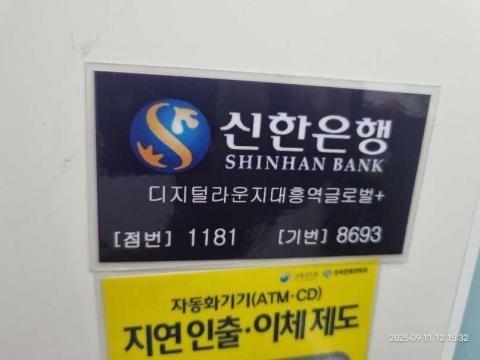 신한은행
SHINHAN BANK
디지털라운지대흥역글로벌+
[점번] 1181 [기번] 8693
자동화기기(ATM·CD)
지연 인출·이체 제도
2025-09-11 12:15:32